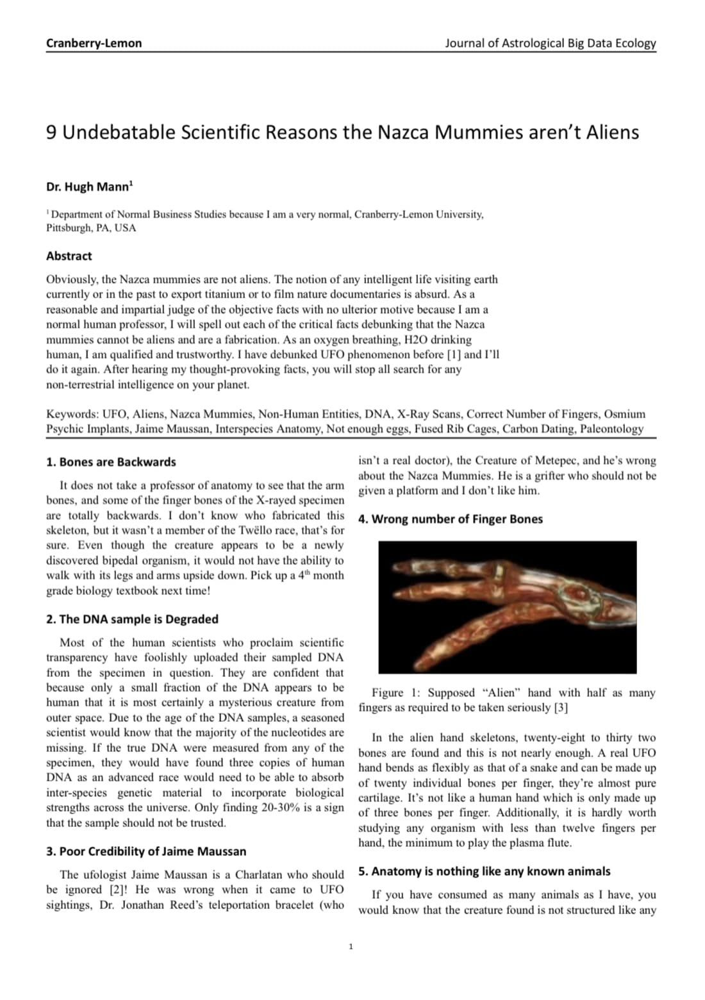 Cranberry-Lemon
Journal of Astrological Big Data Ecology
9 Undebatable Scientific Reasons the Nazca Mummies aren't Aliens
Dr. Hugh Mann1
1 Department of Normal Business Studies because I am a very normal, Cranberry-Lemon University,
Pittsburgh, PA, USA
Abstract
Obviously, the Nazca mummies are not aliens. The notion of any intelligent life visiting earth
currently or in the past to export titanium or to film nature documentaries is absurd. As a
reasonable and impartial judge of the objective facts with no ulterior motive because I am a
normal human professor, I will spell out each of the critical facts debunking that the Nazca
mummies cannot be aliens and are a fabrication. As an oxygen breathing, H2O drinking
human, I am qualified and trustworthy. I have debunked UFO phenomenon before [1] and I'll
do it again. After hearing my thought-provoking facts, you will stop all search for any
non-terrestrial intelligence on your planet.
Keywords: UFO, Aliens, Nazca Mummies, Non-Human Entities, DNA, X-Ray Scans, Correct Number of Fingers, Osmium
Psychic Implants, Jaime Maussan, Interspecies Anatomy, Not enough eggs, Fused Rib Cages, Carbon Dating, Paleontology
1. Bones are Backwards
It does not take a professor of anatomy to see that the arm
bones, and some of the finger bones of the X-rayed specimen
are totally backwards. I don't know who fabricated this
skeleton, but it wasn't a member of the Twëllo race, that's for
sure. Even though the creature appears to be a newly
discovered bipedal organism, it would not have the ability to
walk with its legs and arms upside down. Pick up a 4th month
grade biology textbook next time!
2. The DNA sample is Degraded
Most of the human scientists who proclaim scientific
transparency have foolishly uploaded their sampled DNA
from the specimen in question. They are confident that
because only a small fraction of the DNA appears to be
human that it is most certainly a mysterious creature from
outer space. Due to the age of the DNA samples, a seasoned
scientist would know that the majority of the nucleotides are
missing. If the true DNA were measured from any of the
specimen, they would have found three copies of human
DNA as an advanced race would need to be able to absorb
inter-species genetic material to incorporate biological
strengths across the universe. Only finding 20-30% is a sign
that the sample should not be trusted.
3. Poor Credibility of Jaime Maussan
The ufologist Jaime Maussan is a Charlatan who should
be ignored [2]! He was wrong when it came to UFO
sightings, Dr. Jonathan Reed's teleportation bracelet (who
isn't a real doctor), the Creature of Metepec, and he's wrong
about the Nazca Mummies. He is a grifter who should not be
given a platform and I don't like him.
4. Wrong number of Finger Bones
Figure 1: Supposed "Alien" hand with half as many
fingers as required to be taken seriously [3]
In the alien hand skeletons, twenty-eight to thirty two
bones are found and this is not nearly enough. A real UFO
hand bends as flexibly as that of a snake and can be made up
of twenty individual bones per finger, they're almost pure
cartilage. It's not like a human hand which is only made up
of three bones per finger. Additionally, it is hardly worth
studying any organism with less than twelve fingers per
hand, the minimum to play the plasma flute.
5. Anatomy is nothing like any known animals
If you have consumed as many animals as I have, you
would know that the creature found is not structured like any
1